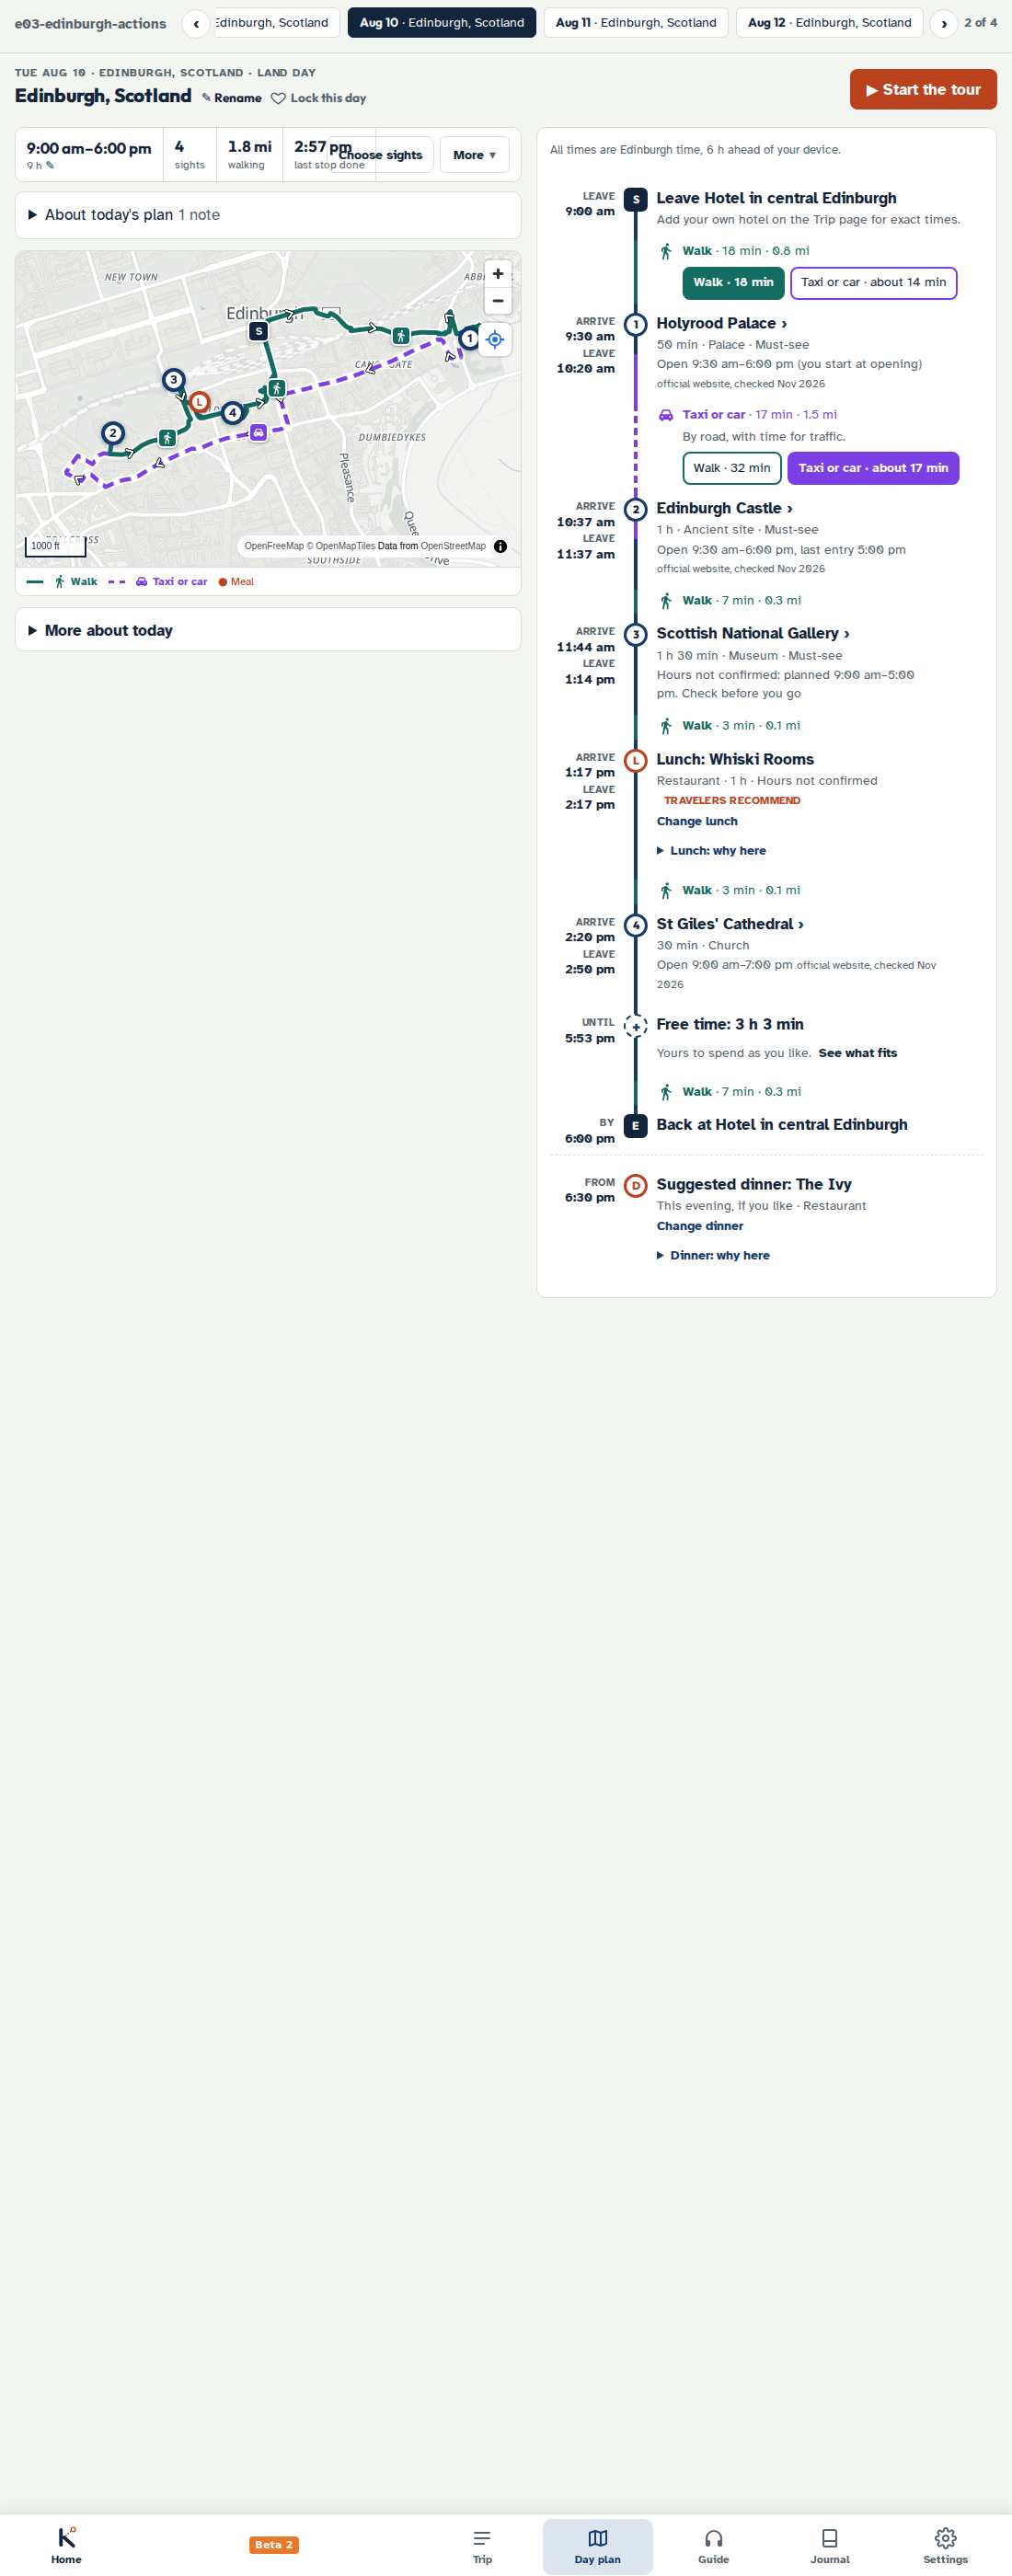 e03-edinburgh-actions
‹
Edinburgh, Scotland
Aug 10 · Edinburgh, Scotland
Aug 11 · Edinburgh, Scotland
Aug 12 · Edinburgh, Scotland
›
2 of 4
TUE AUG 10 · EDINBURGH, SCOTLAND · LAND DAY
Edinburgh, Scotland ✎ Rename Lock this day
▶ Start the tour
9:00 am–6:00 pm
9 h ✎
4
sights
1.8 mi
walking
2:57 pm
last stop done
Choose sights
More ▼
▶ About today's plan 1 note
NEW TOWN
Edinburgh
S
1
3
L
4
2
DUMBIEDYKES
Pleasance
+
−
1000 ft
OpenFreeMap © OpenMapTiles Data from OpenStreetMap
SOUTHSIDE
Walk
Taxi or car
Meal
▶ More about today
All times are Edinburgh time, 6 h ahead of your device.
LEAVE
9:00 am
S
Leave Hotel in central Edinburgh
Add your own hotel on the Trip page for exact times.
Walk · 18 min · 0.8 mi
Walk · 18 min
Taxi or car · about 14 min
ARRIVE
9:30 am
LEAVE
10:20 am
1
Holyrood Palace ›
50 min · Palace · Must-see
Open 9:30 am–6:00 pm (you start at opening)
official website, checked Nov 2026
Taxi or car · 17 min · 1.5 mi
By road, with time for traffic.
Walk · 32 min
Taxi or car · about 17 min
ARRIVE
10:37 am
LEAVE
11:37 am
2
Edinburgh Castle ›
1 h · Ancient site · Must-see
Open 9:30 am–6:00 pm, last entry 5:00 pm
official website, checked Nov 2026
Walk · 7 min · 0.3 mi
ARRIVE
11:44 am
LEAVE
1:14 pm
3
Scottish National Gallery ›
1 h 30 min · Museum · Must-see
Hours not confirmed: planned 9:00 am–5:00
pm. Check before you go
Walk · 3 min · 0.1 mi
ARRIVE
1:17 pm
LEAVE
2:17 pm
L
Lunch: Whiski Rooms
Restaurant · 1 h · Hours not confirmed
TRAVELERS RECOMMEND
Change lunch
▶ Lunch: why here
Walk · 3 min · 0.1 mi
ARRIVE
2:20 pm
LEAVE
2:50 pm
4
St Giles' Cathedral ›
30 min · Church
Open 9:00 am–7:00 pm official website, checked Nov
2026
UNTIL
5:53 pm
+
Free time: 3 h 3 min
Yours to spend as you like. See what fits
Walk · 7 min · 0.3 mi
BY
6:00 pm
E
Back at Hotel in central Edinburgh
FROM
6:30 pm
D
Suggested dinner: The Ivy
This evening, if you like · Restaurant
Change dinner
▶ Dinner: why here
Home
Beta 2
Trip
Day plan
Guide
Journal
Settings